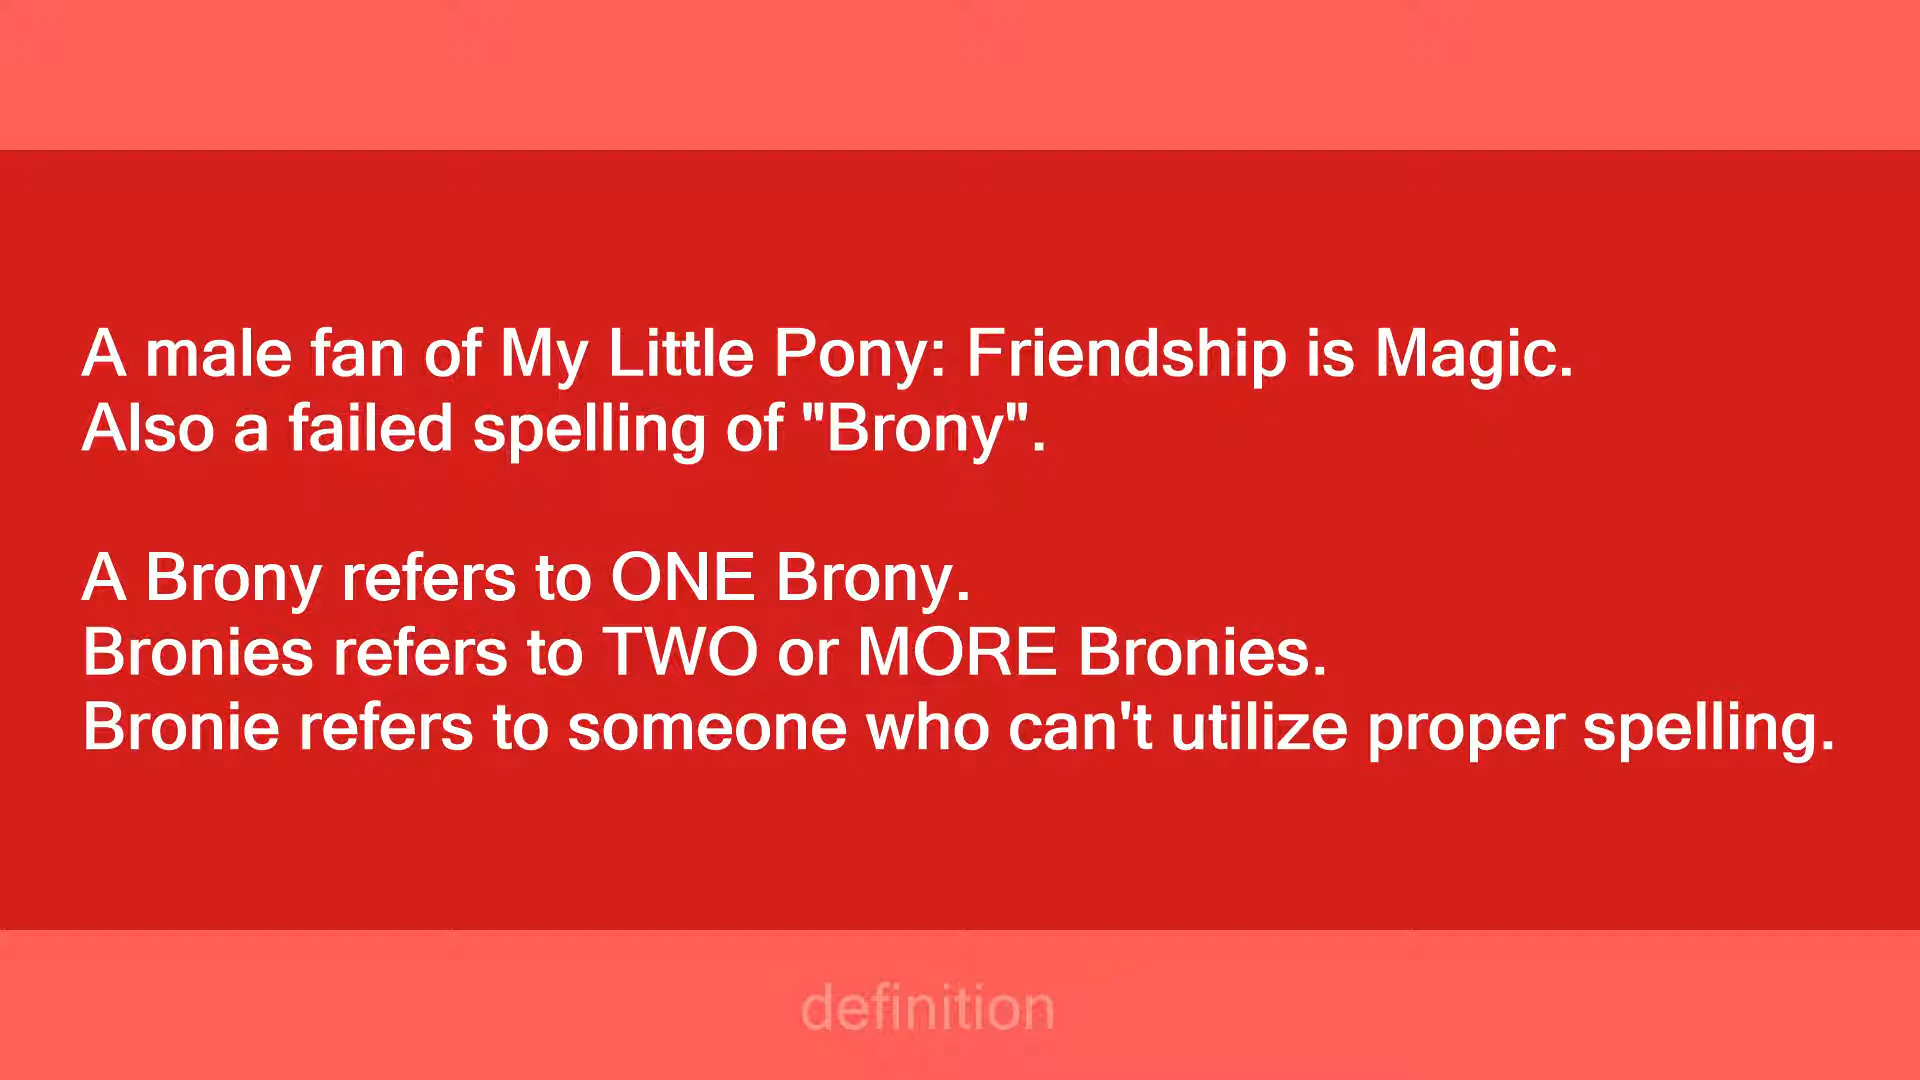 A male fan of My Little Pony: Friendship is Magic.
Also a failed spelling of "Brony".
A Brony refers to ONE Brony.
Bronies refers to TWO or MORE Bronies.
Bronie refers to someone who can't utilize proper spelling.
definition